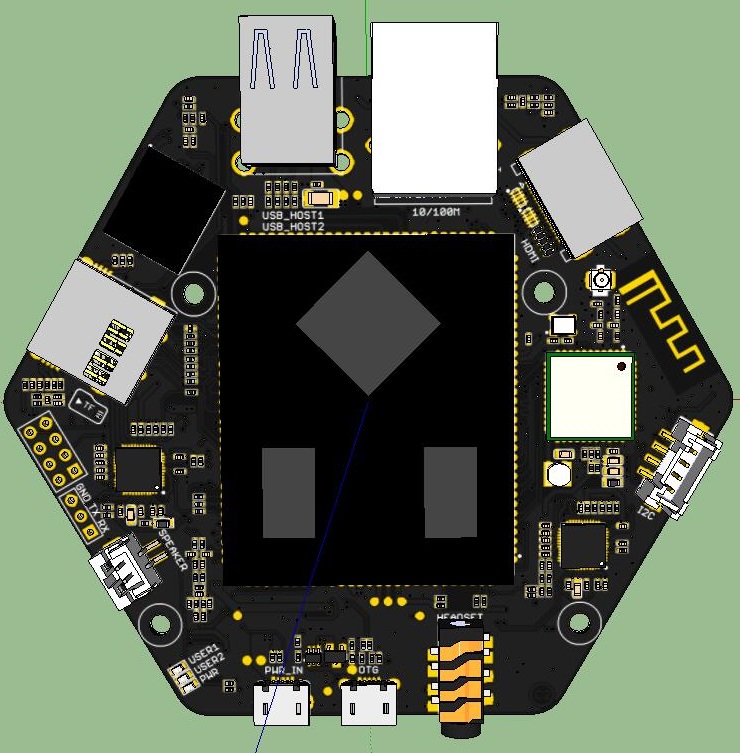 USB_HOST1
USB_HOST2
10/100M
HDMI
TF
GND TX RX
SPEAKER
I2C
USER1
USER2
PWR
PWR_IN
OTG
HEADSET